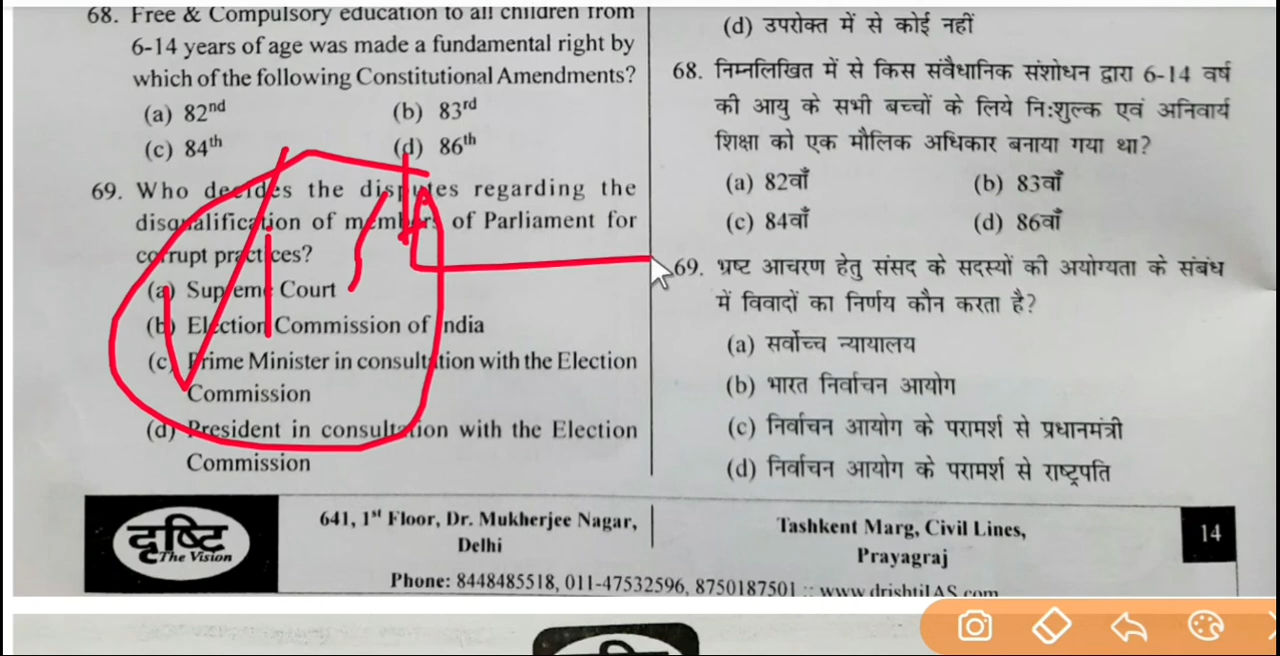 68. Free & Compulsory education to all children from
6-14 years of age was made a fundamental right by
which of the following Constitutional Amendments?
(a) 82nd (b) 83rd
(c) 84th (d) 86th
69. Who decides the disputes regarding the
disqualification of members of Parliament for
corrupt practices?
(a) Supreme Court
(b) Election Commission of India
(c) Prime Minister in consultation with the Election
Commission
(d) President in consultation with the Election
Commission
(d) उपरोक्त में से कोई नहीं
68. निम्नलिखित में से किस संवैधानिक संशोधन द्वारा 6-14 वर्ष
की आयु के सभी बच्चों के लिये नि:शुल्क एवं अनिवार्य
शिक्षा को एक मौलिक अधिकार बनाया गया था?
(a) 82वाँ (b) 83वाँ
(c) 84वाँ (d) 86वाँ
69. भ्रष्ट आचरण हेतु संसद के सदस्यों की अयोग्यता के संबंध
में विवादों का निर्णय कौन करता है?
(a) सर्वोच्च न्यायालय
(b) भारत निर्वाचन आयोग
(c) निर्वाचन आयोग के परामर्श से प्रधानमंत्री
(d) निर्वाचन आयोग के परामर्श से राष्ट्रपति
दृष्टि
The Vision
641, 1st Floor, Dr. Mukherjee Nagar,
Delhi
Tashkent Marg, Civil Lines,
Prayagraj
Phone: 8448485518, 011-47532596, 8750187501 :: www.drishtiIAS.com
14